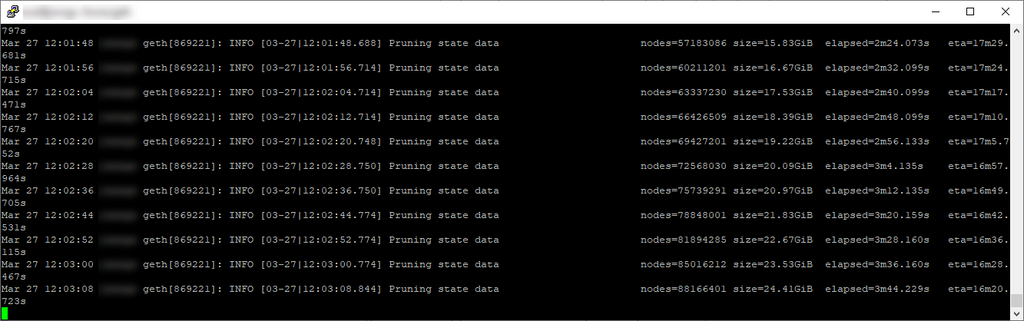 797s
Mar 27 12:01:48 geth[869221]: INFO [03-27|12:01:48.688] Pruning state data nodes=57183086 size=15.83GiB elapsed=2m24.073s eta=17m29.
681s
Mar 27 12:01:56 geth[869221]: INFO [03-27|12:01:56.714] Pruning state data nodes=60211201 size=16.67GiB elapsed=2m32.099s eta=17m24.
715s
Mar 27 12:02:04 geth[869221]: INFO [03-27|12:02:04.714] Pruning state data nodes=63337230 size=17.53GiB elapsed=2m40.099s eta=17m17.
471s
Mar 27 12:02:12 geth[869221]: INFO [03-27|12:02:12.714] Pruning state data nodes=66426509 size=18.39GiB elapsed=2m48.099s eta=17m10.
767s
Mar 27 12:02:20 geth[869221]: INFO [03-27|12:02:20.748] Pruning state data nodes=69427201 size=19.22GiB elapsed=2m56.133s eta=17m5.7
52s
Mar 27 12:02:28 geth[869221]: INFO [03-27|12:02:28.750] Pruning state data nodes=72568030 size=20.09GiB elapsed=3m4.135s eta=16m57.
964s
Mar 27 12:02:36 geth[869221]: INFO [03-27|12:02:36.750] Pruning state data nodes=75739291 size=20.97GiB elapsed=3m12.135s eta=16m49.
705s
Mar 27 12:02:44 geth[869221]: INFO [03-27|12:02:44.774] Pruning state data nodes=78848001 size=21.83GiB elapsed=3m20.159s eta=16m42.
531s
Mar 27 12:02:52 geth[869221]: INFO [03-27|12:02:52.774] Pruning state data nodes=81894285 size=22.67GiB elapsed=3m28.160s eta=16m36.
115s
Mar 27 12:03:00 geth[869221]: INFO [03-27|12:03:00.774] Pruning state data nodes=85016212 size=23.53GiB elapsed=3m36.160s eta=16m28.
467s
Mar 27 12:03:08 geth[869221]: INFO [03-27|12:03:08.844] Pruning state data nodes=88166401 size=24.41GiB elapsed=3m44.229s eta=16m20.
723s